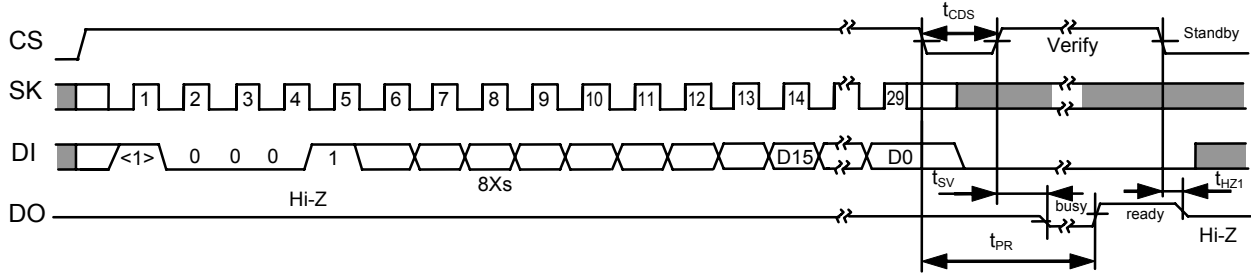 CS
t_CDS
Verify
Standby
SK
1 2 3 4 5 6 7 8 9 10 11 12 13 14 29
DI
<1> 0 0 0 1 D15 D0
8Xs
t_SV
t_HZ1
Hi-Z
busy
DO
ready
Hi-Z
t_PR